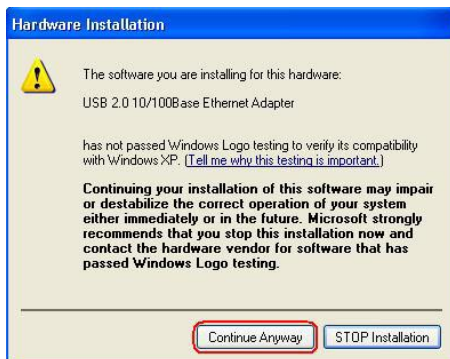 Hardware Installation
The software you are installing for this hardware:
USB 2.0 10/100Base Ethernet Adapter
has not passed Windows Logo testing to verify its compatibility
with Windows XP. (Tell me why this testing is important.)
Continuing your installation of this software may impair
or destabilize the correct operation of your system
either immediately or in the future. Microsoft strongly
recommends that you stop this installation now and
contact the hardware vendor for software that has
passed Windows Logo testing.
Continue Anyway STOP Installation